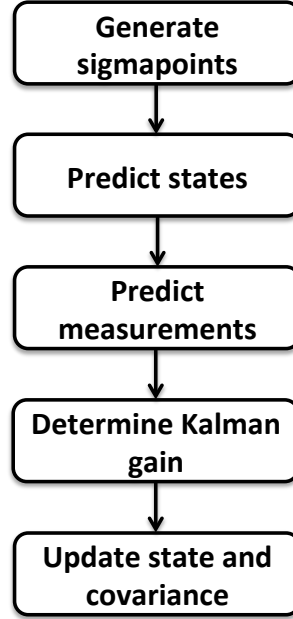 Generate
sigmapoints
Predict states
Predict
measurements
Determine Kalman
gain
Update state and
covariance